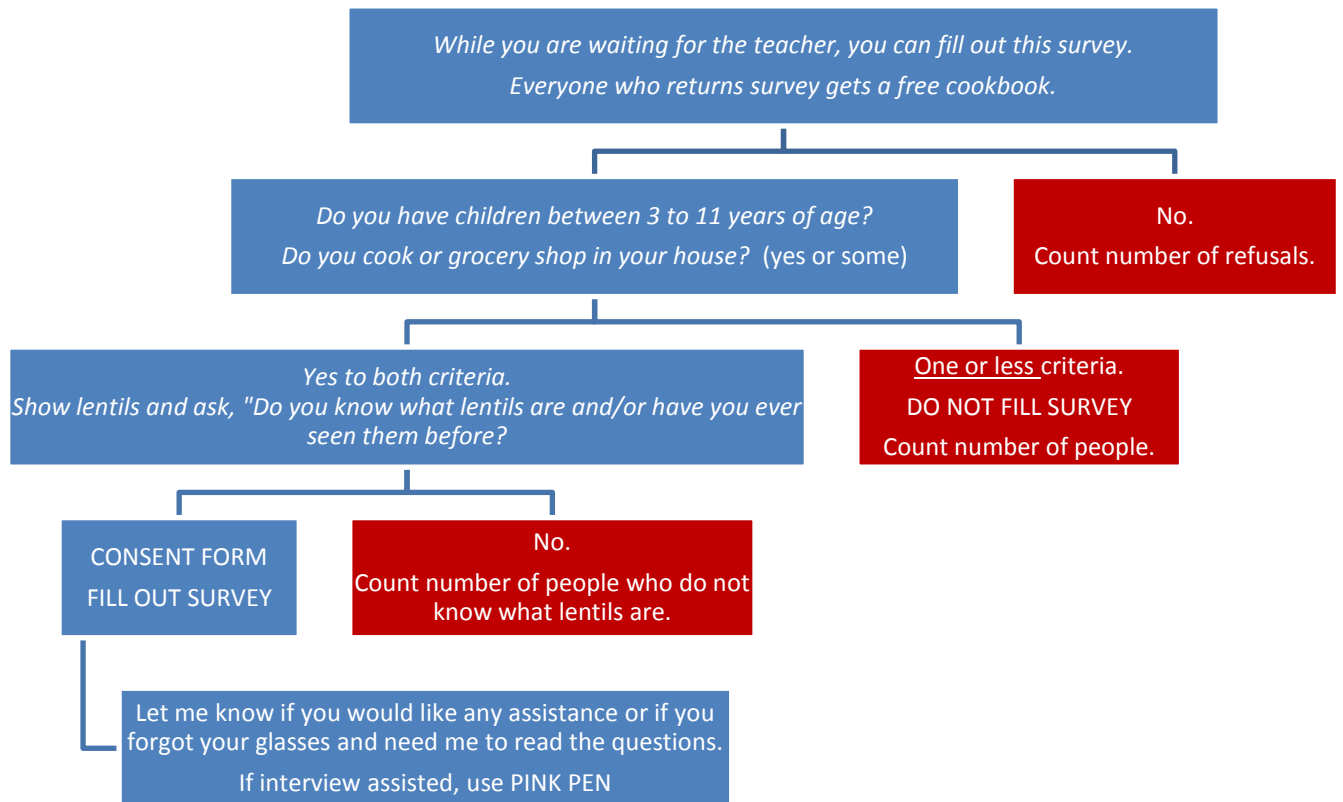 While you are waiting for the teacher, you can fill out this survey.
Everyone who returns survey gets a free cookbook.
Do you have children between 3 to 11 years of age?
Do you cook or grocery shop in your house? (yes or some)
No.
Count number of refusals.
Yes to both criteria.
Show lentils and ask, "Do you know what lentils are and/or have you ever
seen them before?
One or less criteria.
DO NOT FILL SURVEY
Count number of people.
CONSENT FORM
FILL OUT SURVEY
No.
Count number of people who do not
know what lentils are.
Let me know if you would like any assistance or if you
forgot your glasses and need me to read the questions.
If interview assisted, use PINK PEN